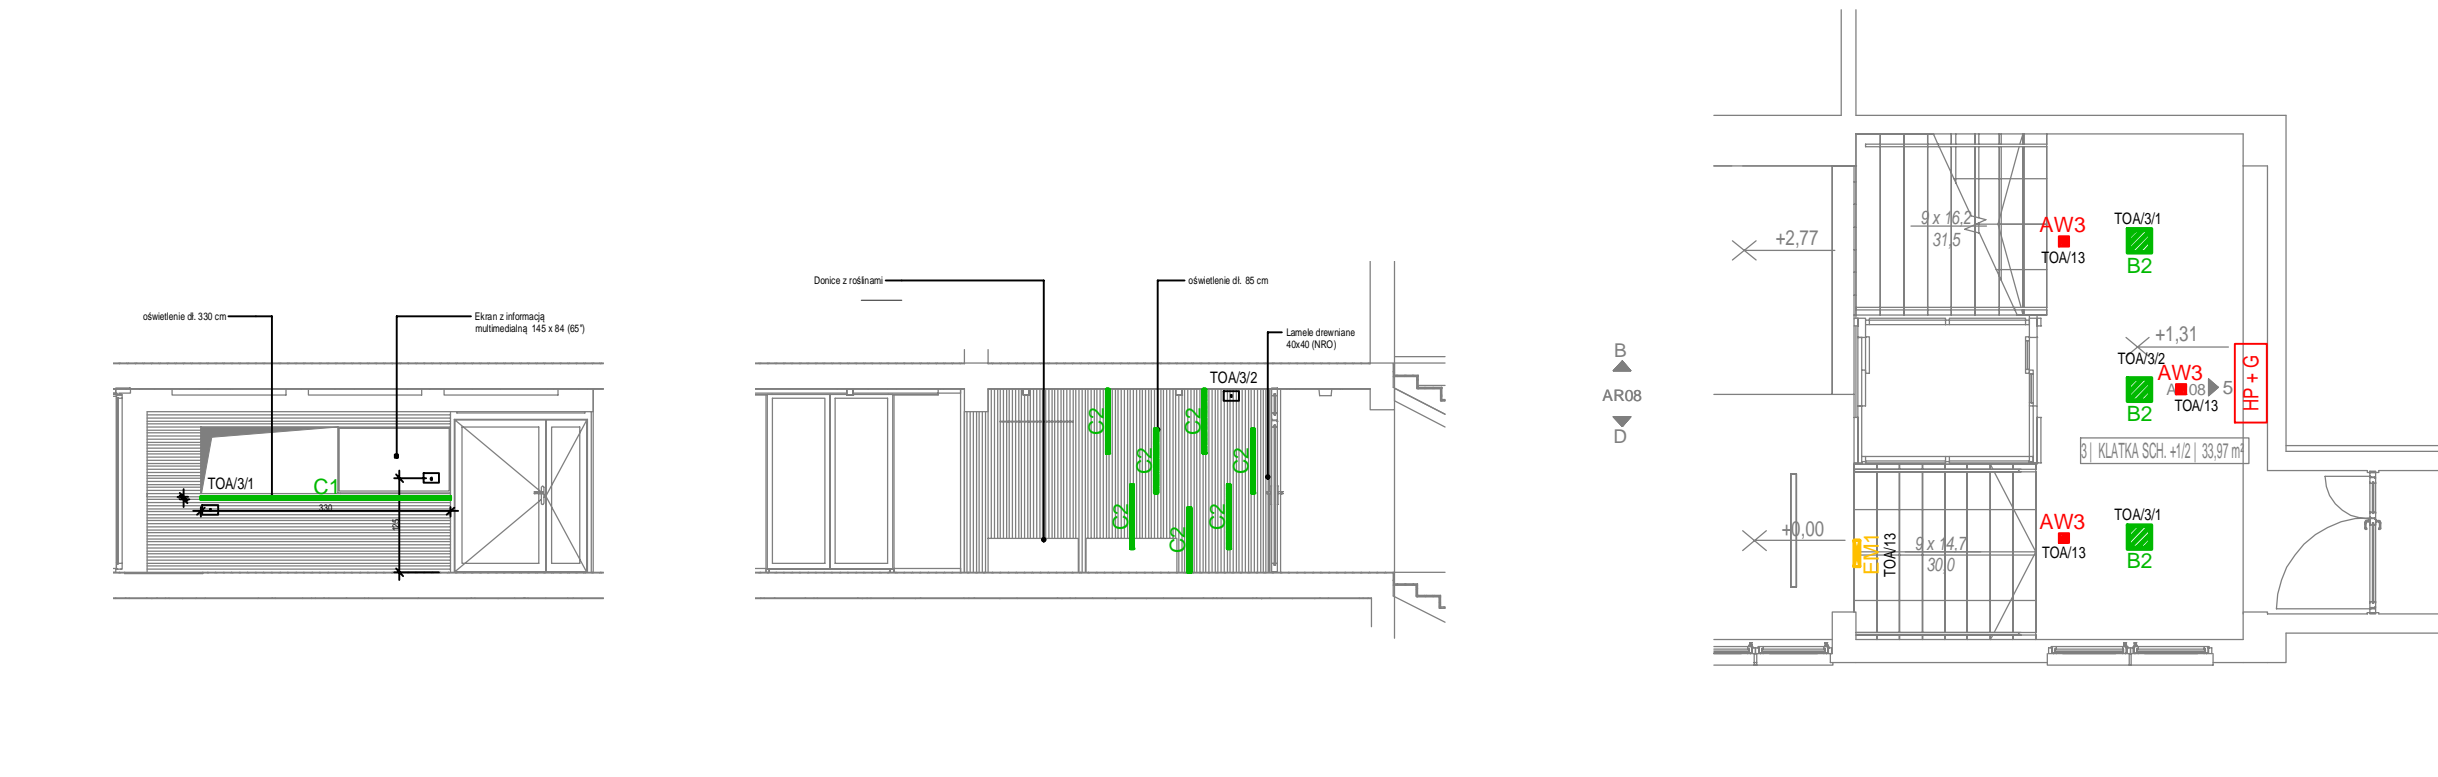 oświetlenie dł. 330 cm
Ekran z informacją
multimedialną 145 x 84 (65")
TOA/3/1
C1
330
125
Donice z roślinami
oświetlenie dł. 85 cm
Lamele drewniane
40x40 (NRO)
TOA/3/2
C2
C2
C2
C2
C2
C2
C2
B
AR08
D
+2,77
9 x 16,2
31,5
AW3
TOA/13
TOA/3/1
B2
+1,31
TOA/3/2
AW3
5
TOA/13
B2
HP + G
3 | KLATKA SCH. +1/2 | 33,97 m²
+0,00
EM1
TOA/13
9 x 14,7
30,0
AW3
TOA/13
TOA/3/1
B2